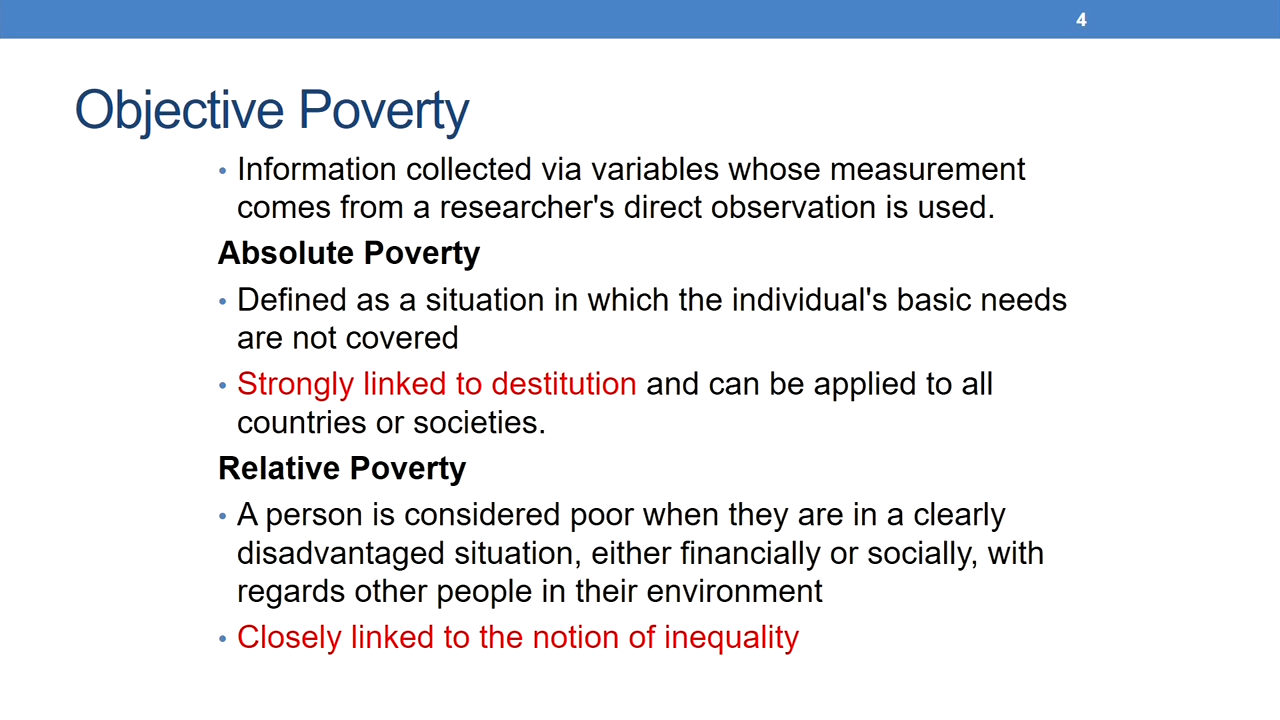 4
Objective Poverty
• Information collected via variables whose measurement
comes from a researcher's direct observation is used.
Absolute Poverty
• Defined as a situation in which the individual's basic needs
are not covered
• Strongly linked to destitution and can be applied to all
countries or societies.
Relative Poverty
• A person is considered poor when they are in a clearly
disadvantaged situation, either financially or socially, with
regards other people in their environment
• Closely linked to the notion of inequality